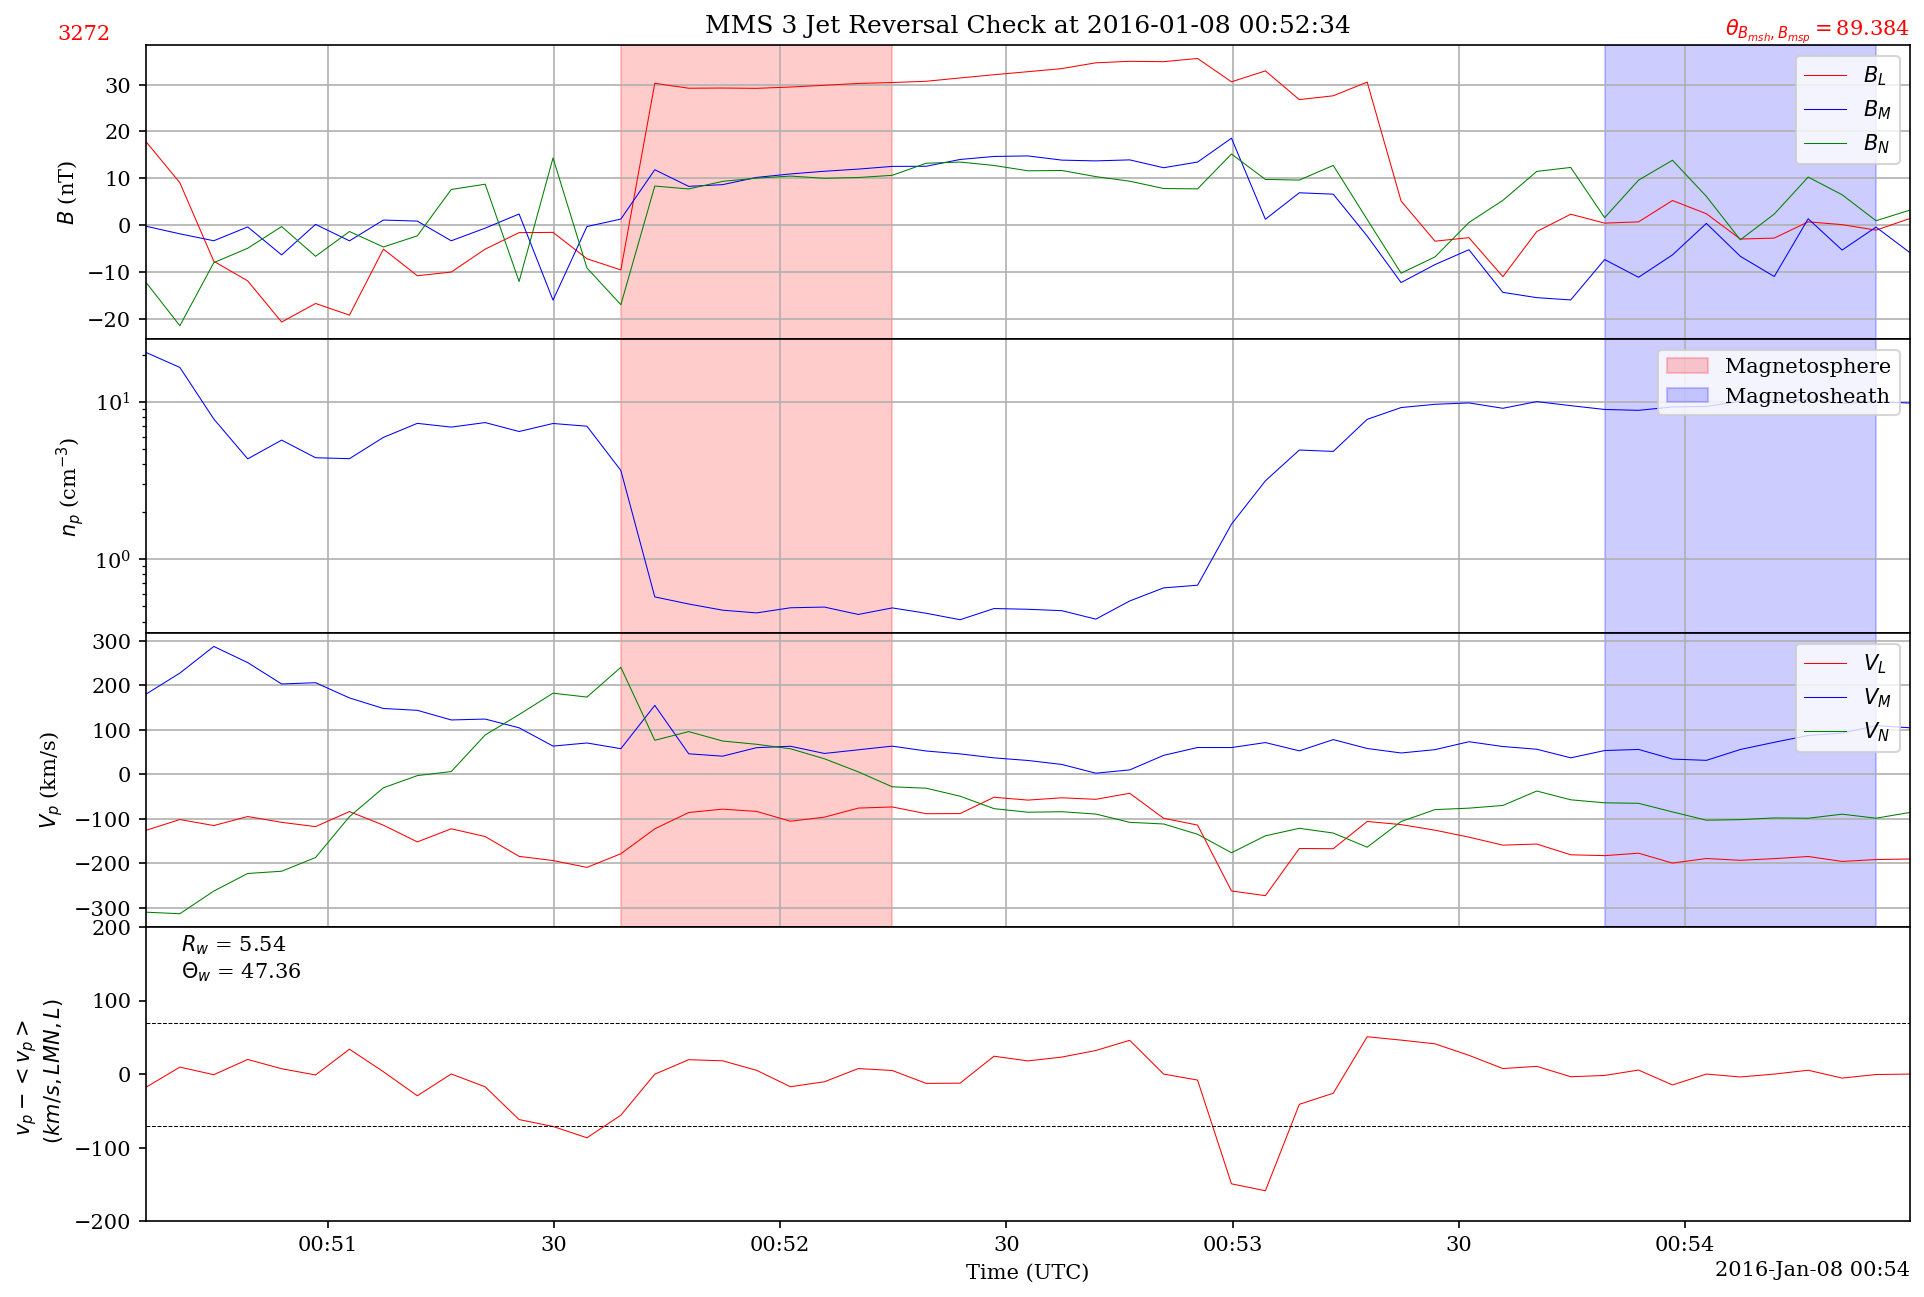 3272
MMS 3 Jet Reversal Check at 2016-01-08 00:52:34
θ_{B_{msh}, B_{msp}} = 89.384
B (nT)
30
20
10
0
−10
−20
B_L
B_M
B_N
n_p (cm^{−3})
10^1
10^0
Magnetosphere
Magnetosheath
V_p (km/s)
300
200
100
0
−100
−200
−300
V_L
V_M
V_N
v_p − < v_p >
(km/s, LMN, L)
200
100
0
−100
−200
R_w = 5.54
Θ_w = 47.36
00:51 30 00:52 30 00:53 30 00:54
Time (UTC)
2016-Jan-08 00:54